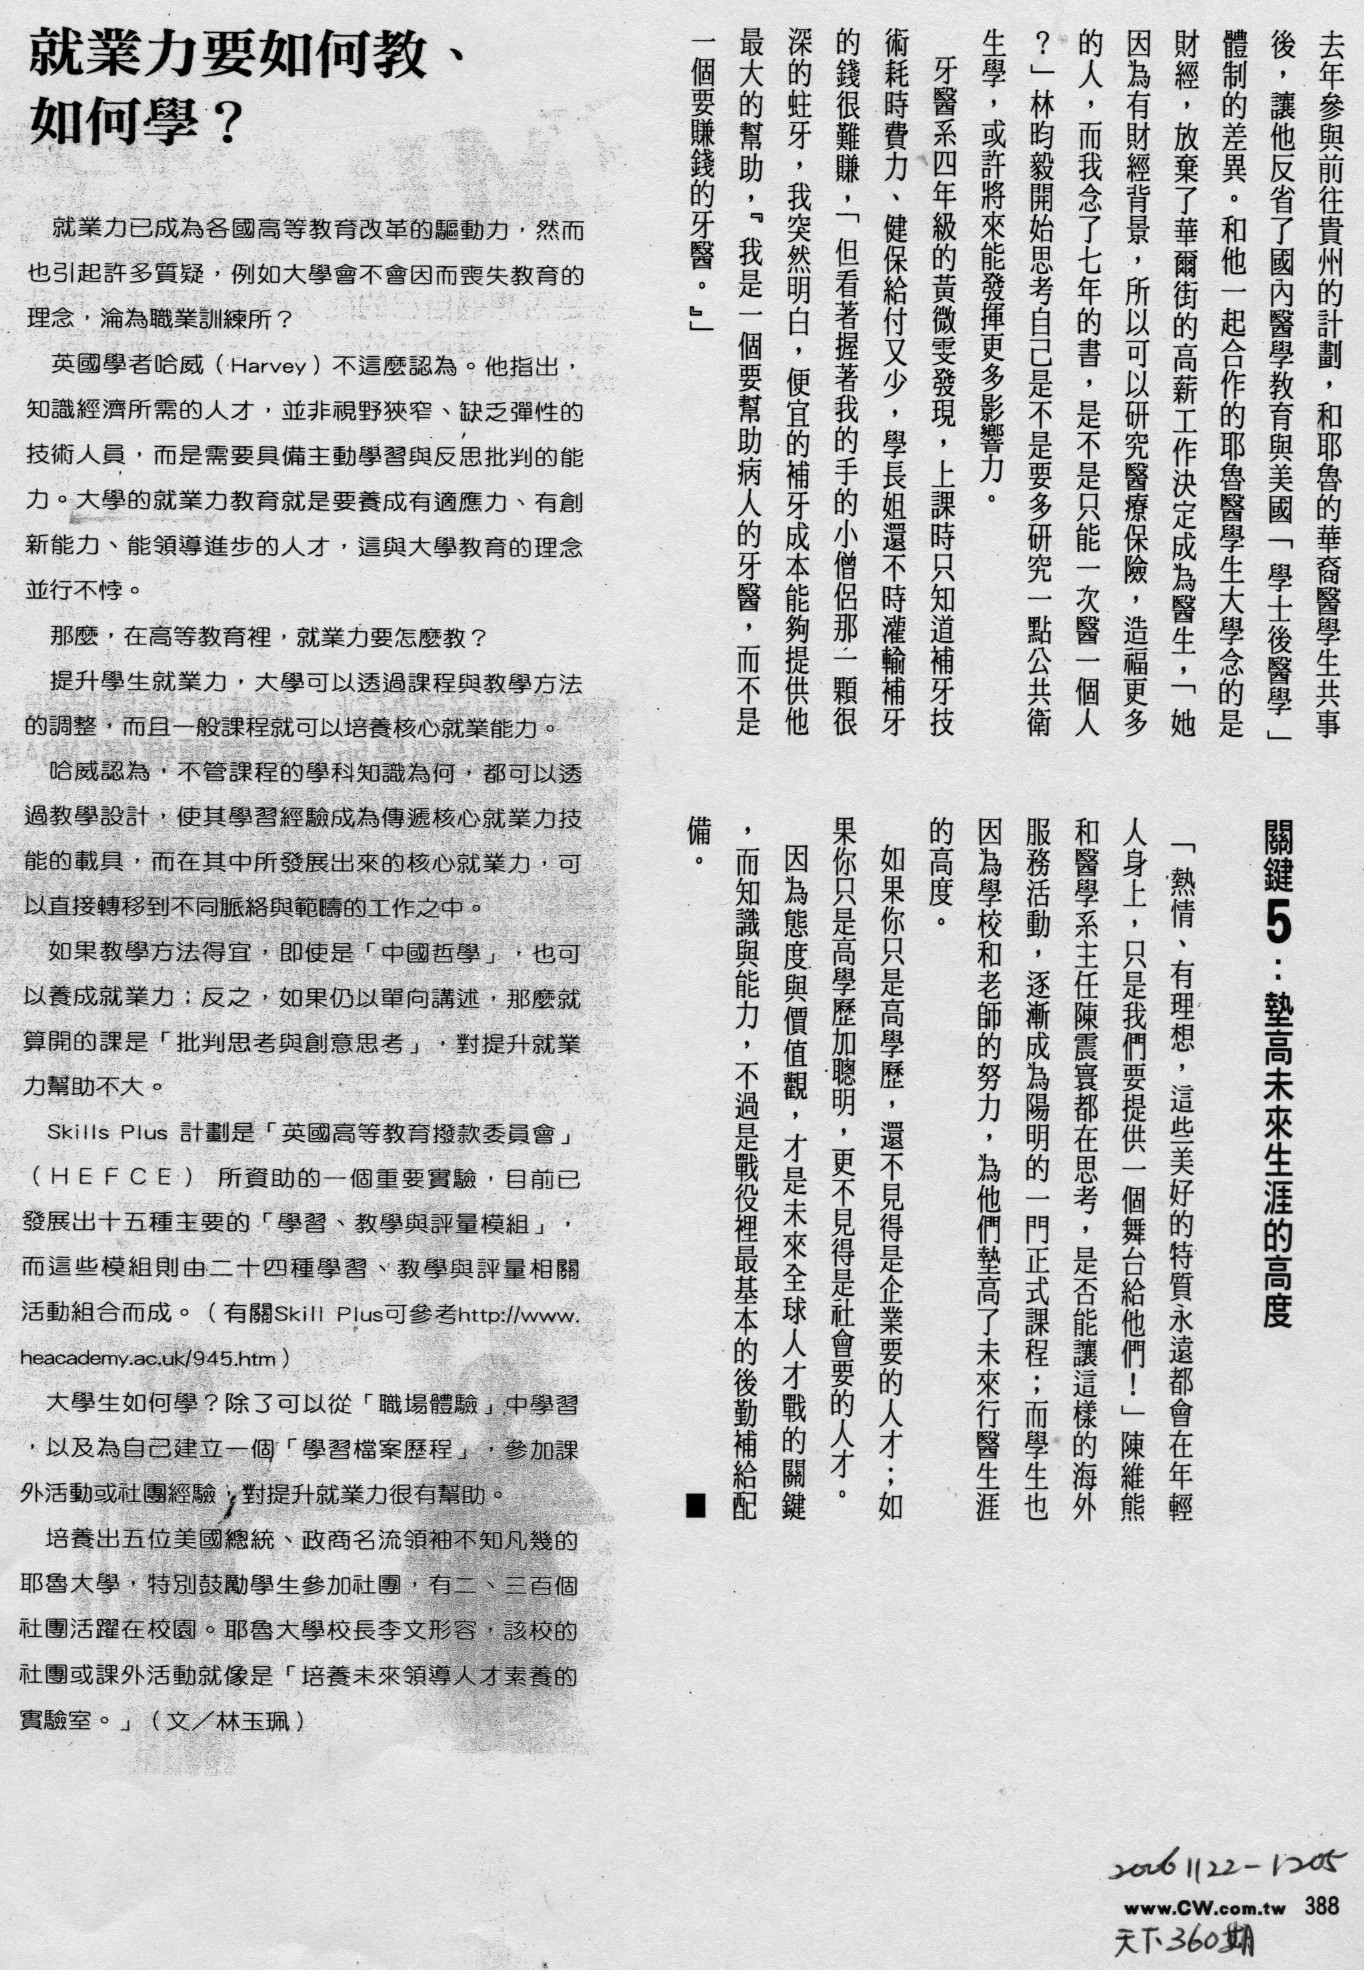 去年參與前往貴州的計劃，和耶魯的華裔醫學生共事
後，讓他反省了國內醫學教育與美國「學士後醫學」
體制的差異。和他一起合作的耶魯醫學生大學念的是
財經，放棄了華爾街的高薪工作決定成為醫生，「她
因為有財經背景，所以可以研究醫療保險，造福更多
的人，而我念了七年的書，是不是只能一次醫一個人
？」林昀毅開始思考自己是不是要多研究一點公共衛
生學，或許將來能發揮更多影響力。
牙醫系四年級的黃微雯發現，上課時只知道補牙技
術耗時費力、健保給付又少，學長姐還不時灌輸補牙
的錢很難賺，「但看著握著我的手的小僧侶那一顆很
深的蛀牙，我突然明白，便宜的補牙成本能夠提供他
最大的幫助，『我是一個要幫助病人的牙醫，而不是
一個要賺錢的牙醫。』」
關鍵5：墊高未來生涯的高度
「熱情、有理想，這些美好的特質永遠都會在年輕
人身上，只是我們要提供一個舞台給他們！」陳維熊
和醫學系主任陳震寰都在思考，是否能讓這樣的海外
服務活動，逐漸成為陽明的一門正式課程；而學生也
因為學校和老師的努力，為他們墊高了未來行醫生涯
的高度。
如果你只是高學歷，還不見得是企業要的人才；如
果你只是高學歷加聰明，更不見得是社會要的人才。
因為態度與價值觀，才是未來全球人才戰的關鍵
，而知識與能力，不過是戰役裡最基本的後勤補給配
備。■
就業力要如何教、
如何學？
就業力已成為各國高等教育改革的驅動力，然而
也引起許多質疑，例如大學會不會因而喪失教育的
理念，淪為職業訓練所？
英國學者哈威（Harvey）不這麼認為。他指出，
知識經濟所需的人才，並非視野狹窄、缺乏彈性的
技術人員，而是需要具備主動學習與反思批判的能
力。大學的就業力教育就是要養成有適應力、有創
新能力、能領導進步的人才，這與大學教育的理念
並行不悖。
那麼，在高等教育裡，就業力要怎麼教？
提升學生就業力，大學可以透過課程與教學方法
的調整，而且一般課程就可以培養核心就業能力。
哈威認為，不管課程的學科知識為何，都可以透
過教學設計，使其學習經驗成為傳遞核心就業力技
能的載具，而在其中所發展出來的核心就業力，可
以直接轉移到不同脈絡與範疇的工作之中。
如果教學方法得宜，即使是「中國哲學」，也可
以養成就業力；反之，如果仍以單向講述，那麼就
算開的課是「批判思考與創意思考」，對提升就業
力幫助不大。
Skills Plus 計劃是「英國高等教育撥款委員會」
（HEFCE） 所資助的一個重要實驗，目前已
發展出十五種主要的「學習、教學與評量模組」，
而這些模組則由二十四種學習、教學與評量相關
活動組合而成。（有關Skill Plus可參考http://www.
heacademy.ac.uk/945.htm）
大學生如何學？除了可以從「職場體驗」中學習
，以及為自己建立一個「學習檔案歷程」，參加課
外活動或社團經驗，對提升就業力很有幫助。
培養出五位美國總統、政商名流領袖不知凡幾的
耶魯大學，特別鼓勵學生參加社團，有二、三百個
社團活躍在校園。耶魯大學校長李文形容，該校的
社團或課外活動就像是「培養未來領導人才素養的
實驗室。」（文／林玉珮）
2006 1122-1205
www.CW.com.tw 388
天下360期